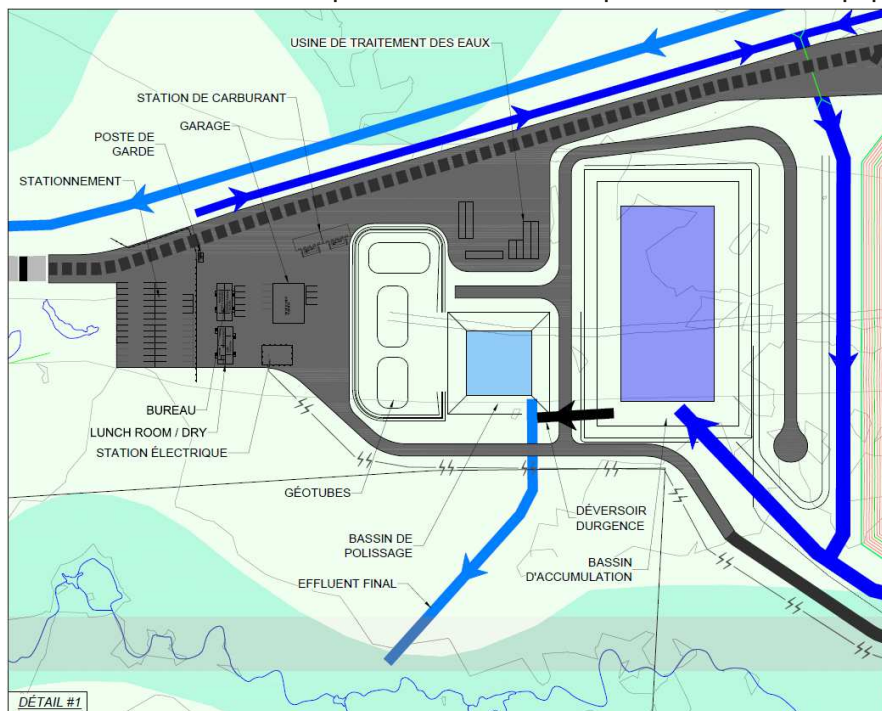 USINE DE TRAITEMENT DES EAUX
STATION DE CARBURANT
GARAGE
POSTE DE
GARDE
STATIONNEMENT
BUREAU
LUNCH ROOM / DRY
STATION ÉLECTRIQUE
GÉOTUBES
DÉVERSOIR
DURGENCE
BASSIN DE
POLISSAGE
BASSIN
D'ACCUMULATION
EFFLUENT FINAL
DÉTAIL #1